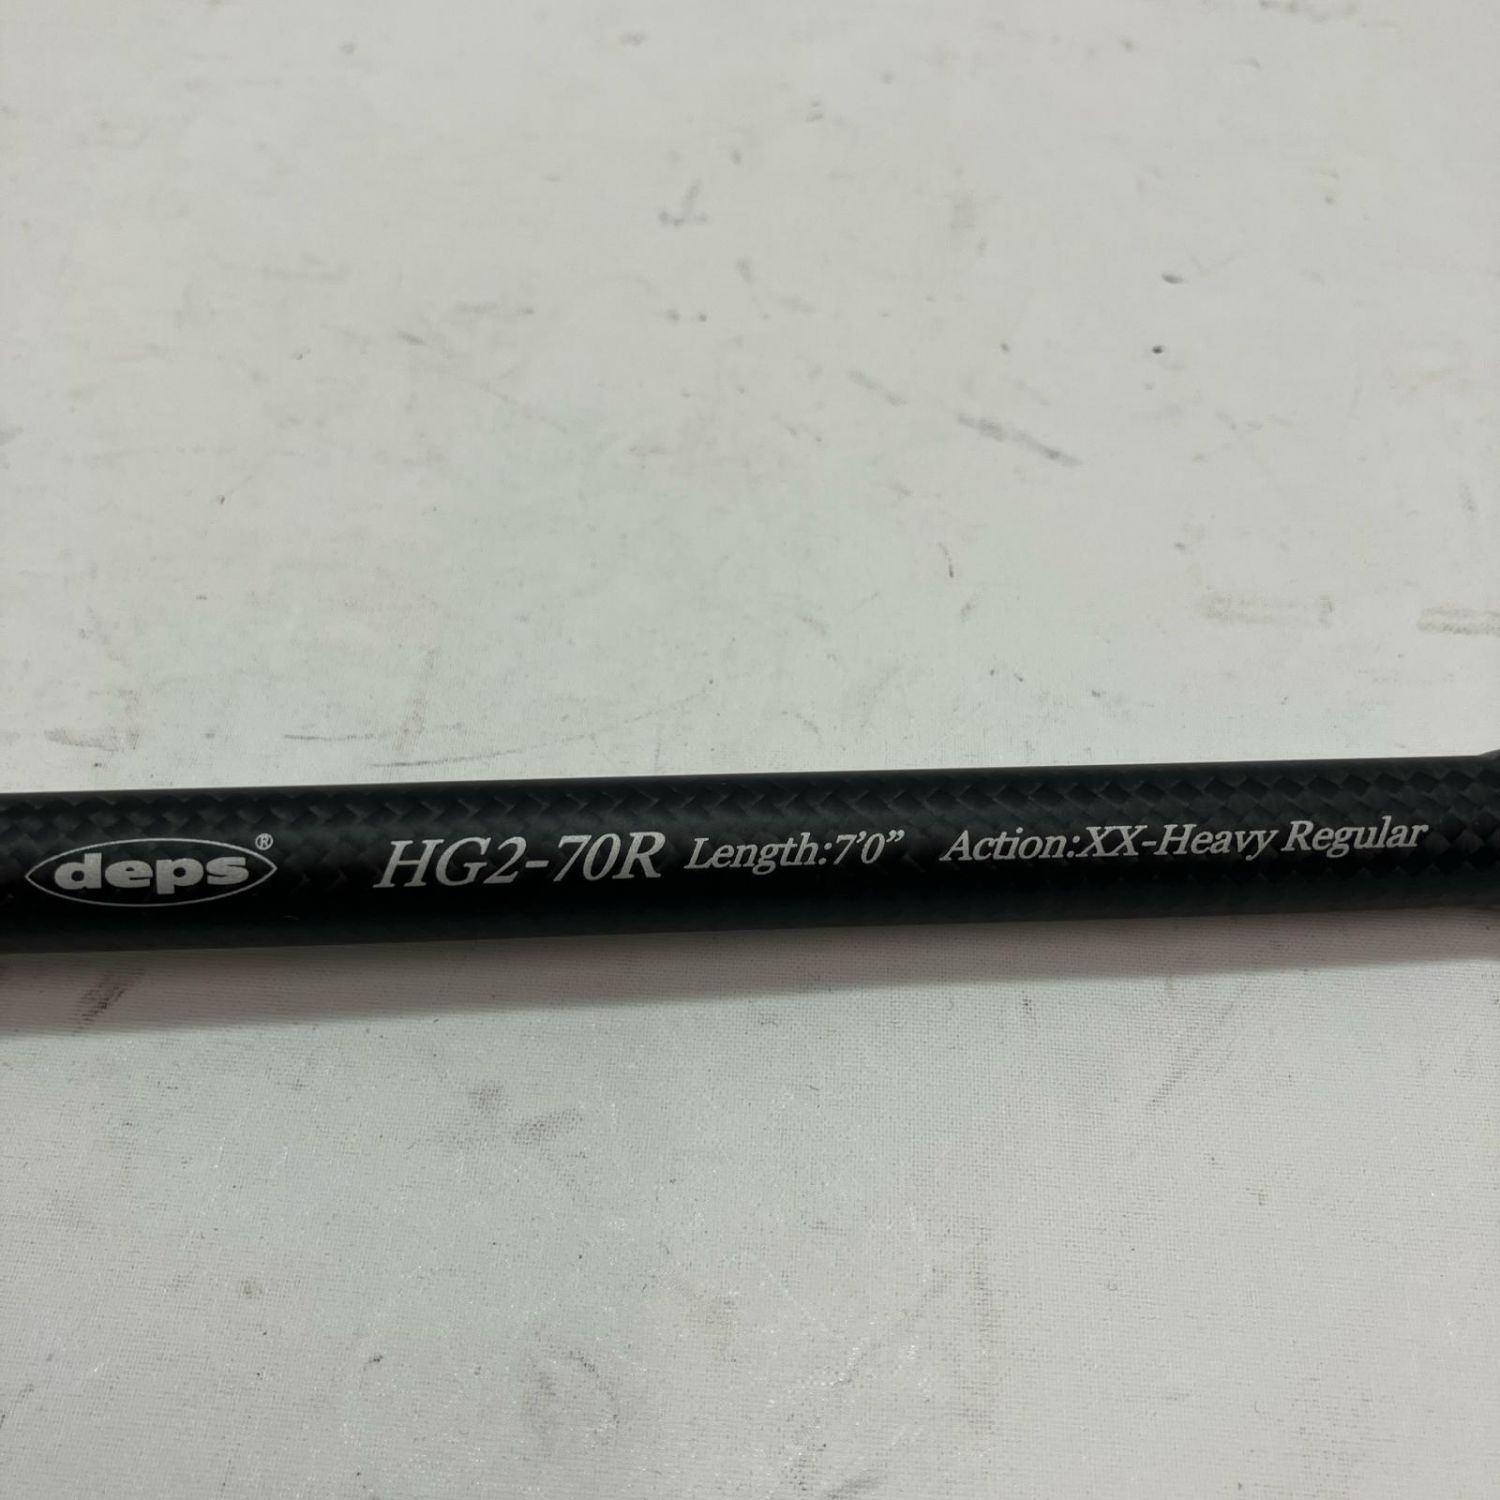 deps® HG2-70R Length:7'0” Action:XX-Heavy Regular